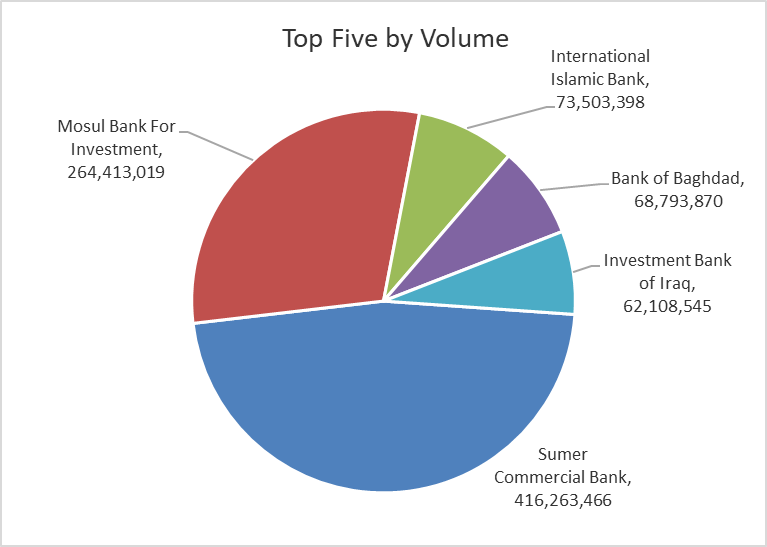 Top Five by Volume
International
Islamic Bank,
73,503,398
Mosul Bank For
Investment,
264,413,019
Bank of Baghdad,
68,793,870
Investment Bank
of Iraq,
62,108,545
Sumer
Commercial Bank,
416,263,466